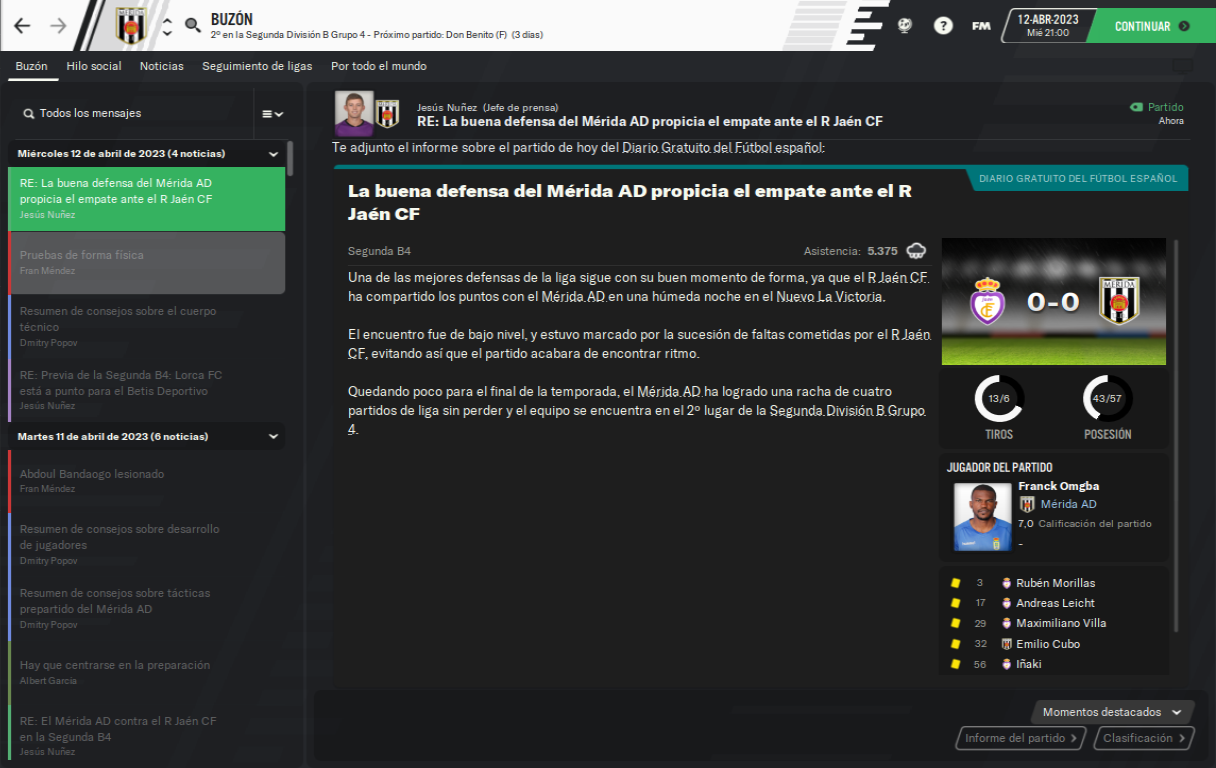 BUZÓN
2º en la Segunda División B Grupo 4 - Próximo partido: Don Benito (F) (3 días)
FM
12-ABR-2023
Mié 21:00
CONTINUAR
Buzón
Hilo social
Noticias
Seguimiento de ligas
Por todo el mundo
Todos los mensajes
Miércoles 12 de abril de 2023 (4 noticias)
RE: La buena defensa del Mérida AD
propicia el empate ante el R Jaén CF
Jesús Nuñez
Pruebas de forma física
Fran Méndez
Resumen de consejos sobre el cuerpo
técnico
Dmitry Popov
RE: Previa de la Segunda B4: Lorca FC
está a punto para el Betis Deportivo
Jesús Nuñez
Martes 11 de abril de 2023 (6 noticias)
Abdoul Bandaogo lesionado
Fran Méndez
Resumen de consejos sobre desarrollo
de jugadores
Dmitry Popov
Resumen de consejos sobre tácticas
prepartido del Mérida AD
Dmitry Popov
Hay que centrarse en la preparación
Albert García
RE: El Mérida AD contra el R Jaén CF
en la Segunda B4
Jesús Nuñez
Jesús Nuñez (Jefe de prensa)
RE: La buena defensa del Mérida AD propicia el empate ante el R Jaén CF
Partido
Ahora
Te adjunto el informe sobre el partido de hoy del Diario Gratuito del Fútbol español:
DIARIO GRATUITO DEL FÚTBOL ESPAÑOL
La buena defensa del Mérida AD propicia el empate ante el R
Jaén CF
Segunda B4
Asistencia: 5.375
Una de las mejores defensas de la liga sigue con su buen momento de forma, ya que el R Jaén CF
ha compartido los puntos con el Mérida AD en una húmeda noche en el Nuevo La Victoria.
El encuentro fue de bajo nivel, y estuvo marcado por la sucesión de faltas cometidas por el R Jaén
CF, evitando así que el partido acabara de encontrar ritmo.
Quedando poco para el final de la temporada, el Mérida AD ha logrado una racha de cuatro
partidos de liga sin perder y el equipo se encuentra en el 2º lugar de la Segunda División B Grupo
4.
MÉRIDA
0-0
13/6
TIROS
43/57
POSESIÓN
JUGADOR DEL PARTIDO
Franck Omgba
Mérida AD
7,0 Calificación del partido
-
3 Rubén Morillas
17 Andreas Leicht
29 Maximiliano Villa
32 Emilio Cubo
56 Iñaki
Momentos destacados
Informe del partido
Clasificación